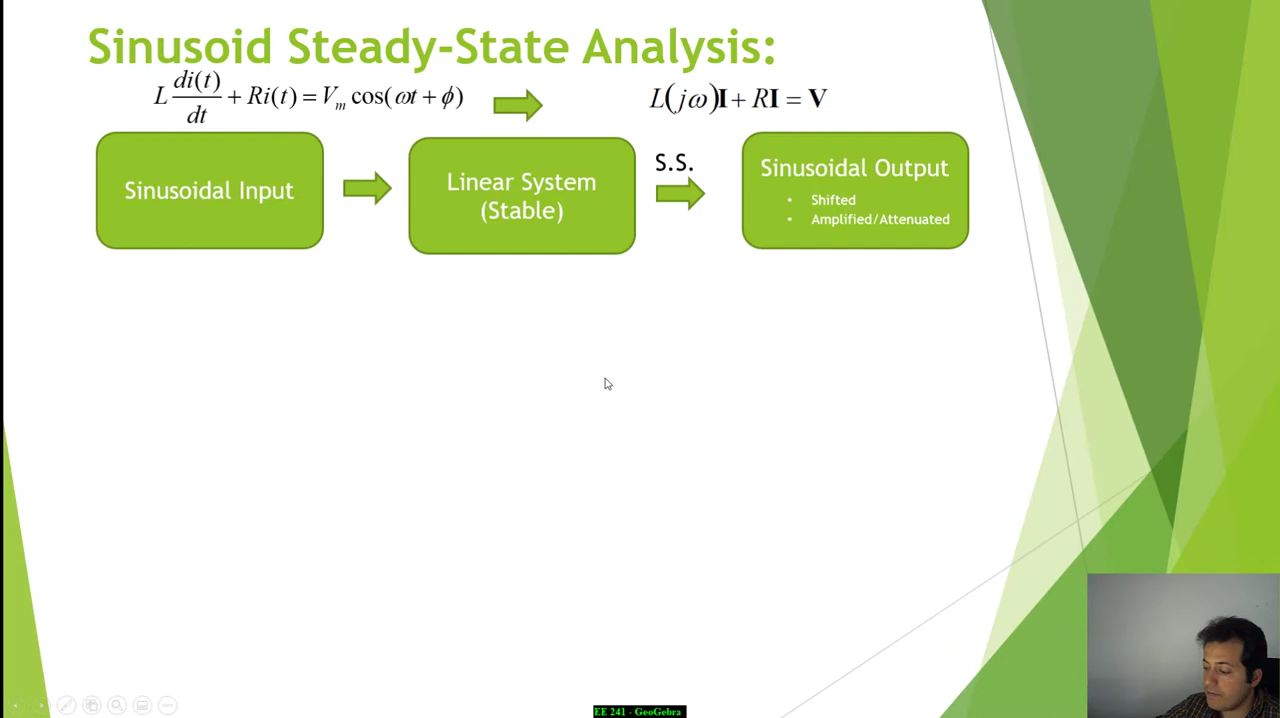 Sinusoid Steady-State Analysis:
L di(t)/dt + Ri(t) = V_m cos(ωt + ϕ)
L(jω)I + RI = V
Sinusoidal Input
Linear System
(Stable)
S.S.
Sinusoidal Output
• Shifted
• Amplified/Attenuated
EE 241 - GeoGebra